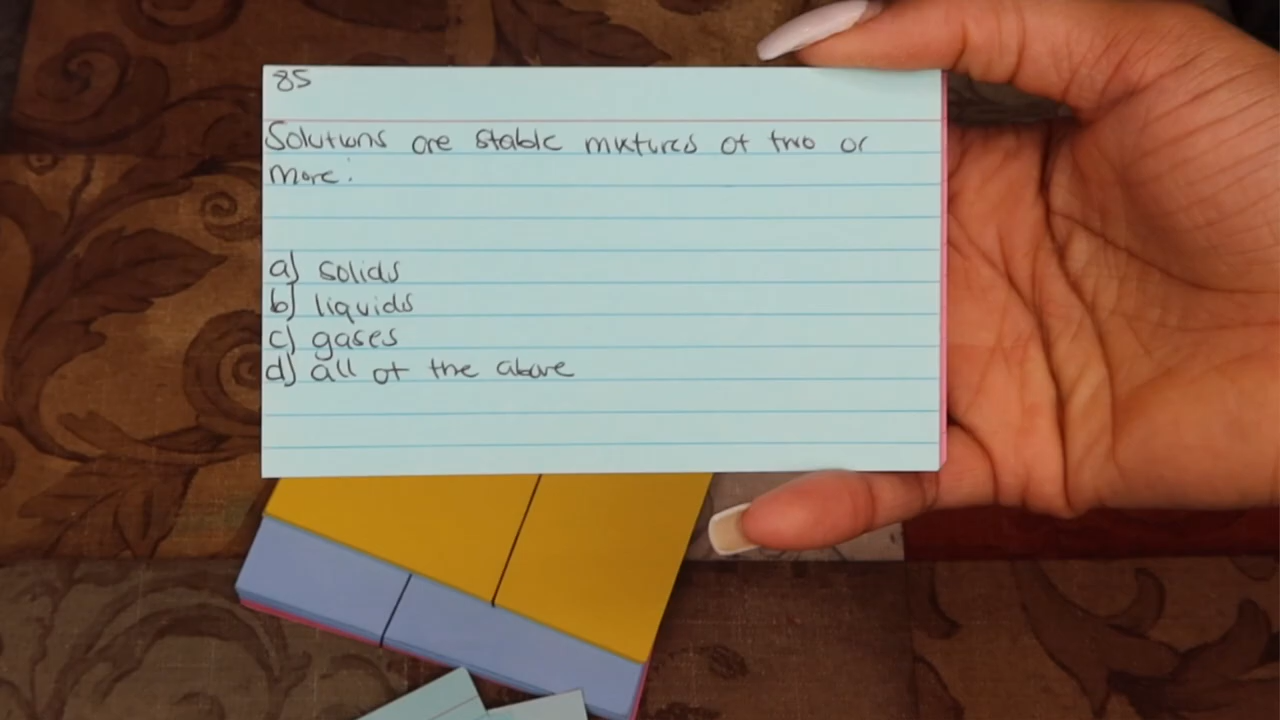 85
Solutions are stable mixtures of two or
more:
a) solids
b) liquids
c) gases
d) all of the above